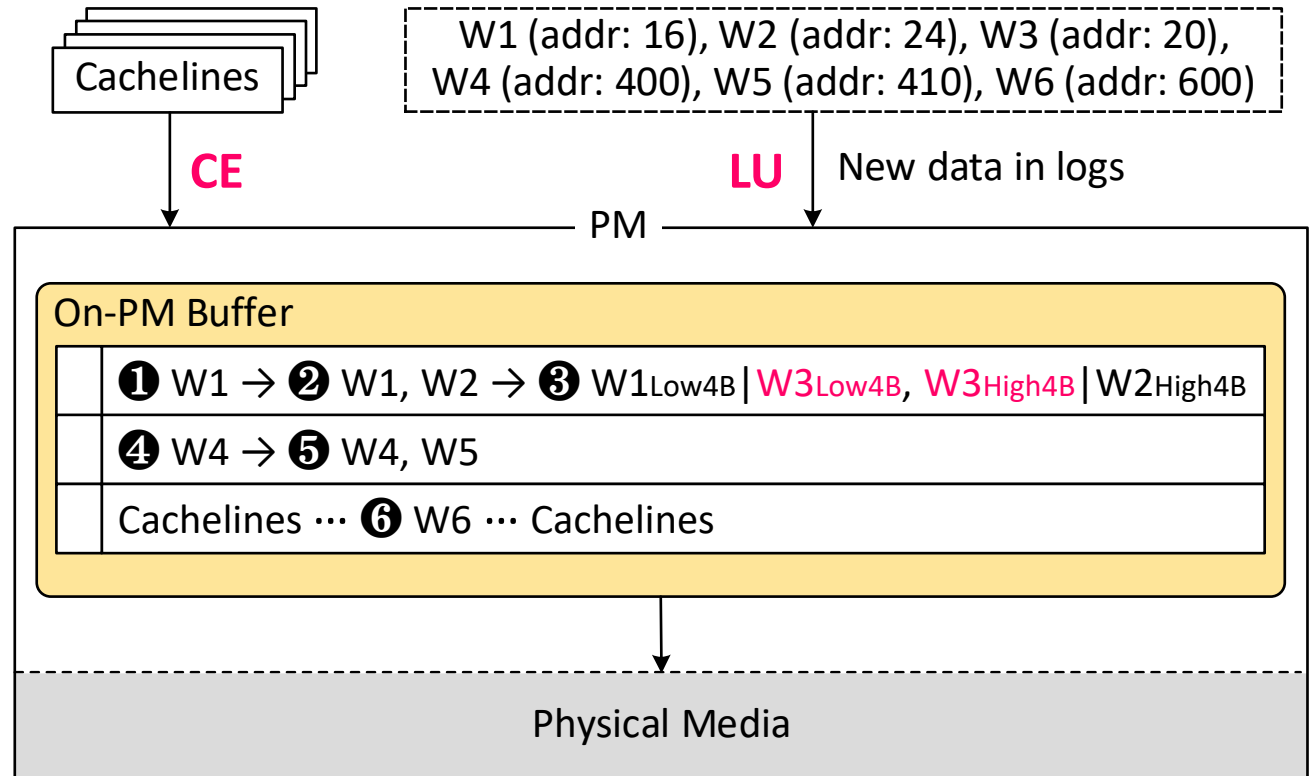 Cachelines
W1 (addr: 16), W2 (addr: 24), W3 (addr: 20),
W4 (addr: 400), W5 (addr: 410), W6 (addr: 600)
CE
LU
New data in logs
PM
On-PM Buffer
❶ W1 → ❷ W1, W2 → ❸ W1Low4B|W3Low4B, W3High4B|W2High4B
❹ W4 → ❺ W4, W5
Cachelines ··· ❻ W6 ··· Cachelines
Physical Media